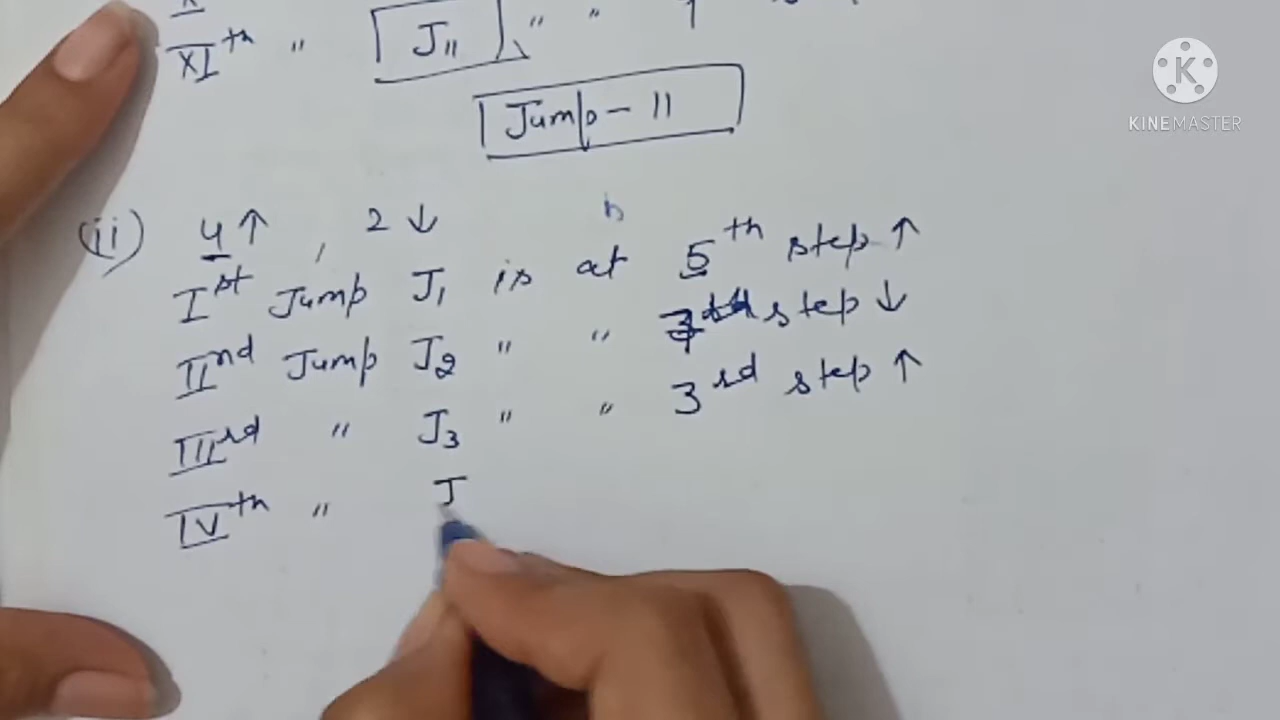 XIth " J11 " "
Jump - 11
(ii) 4↑, 2↓
Ist Jump J1 is at 5th step ↑
IInd Jump J2 " " step ↓
IIIrd " J3 " " 3rd step ↑
IVth " J
KINEMASTER